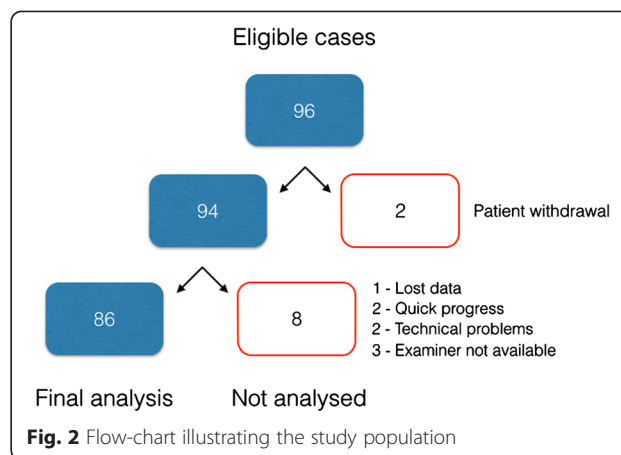 Eligible cases
96
94
2
Patient withdrawal
86
8
1 - Lost data
2 - Quick progress
2 - Technical problems
3 - Examiner not available
Final analysis
Not analysed
Fig. 2 Flow-chart illustrating the study population